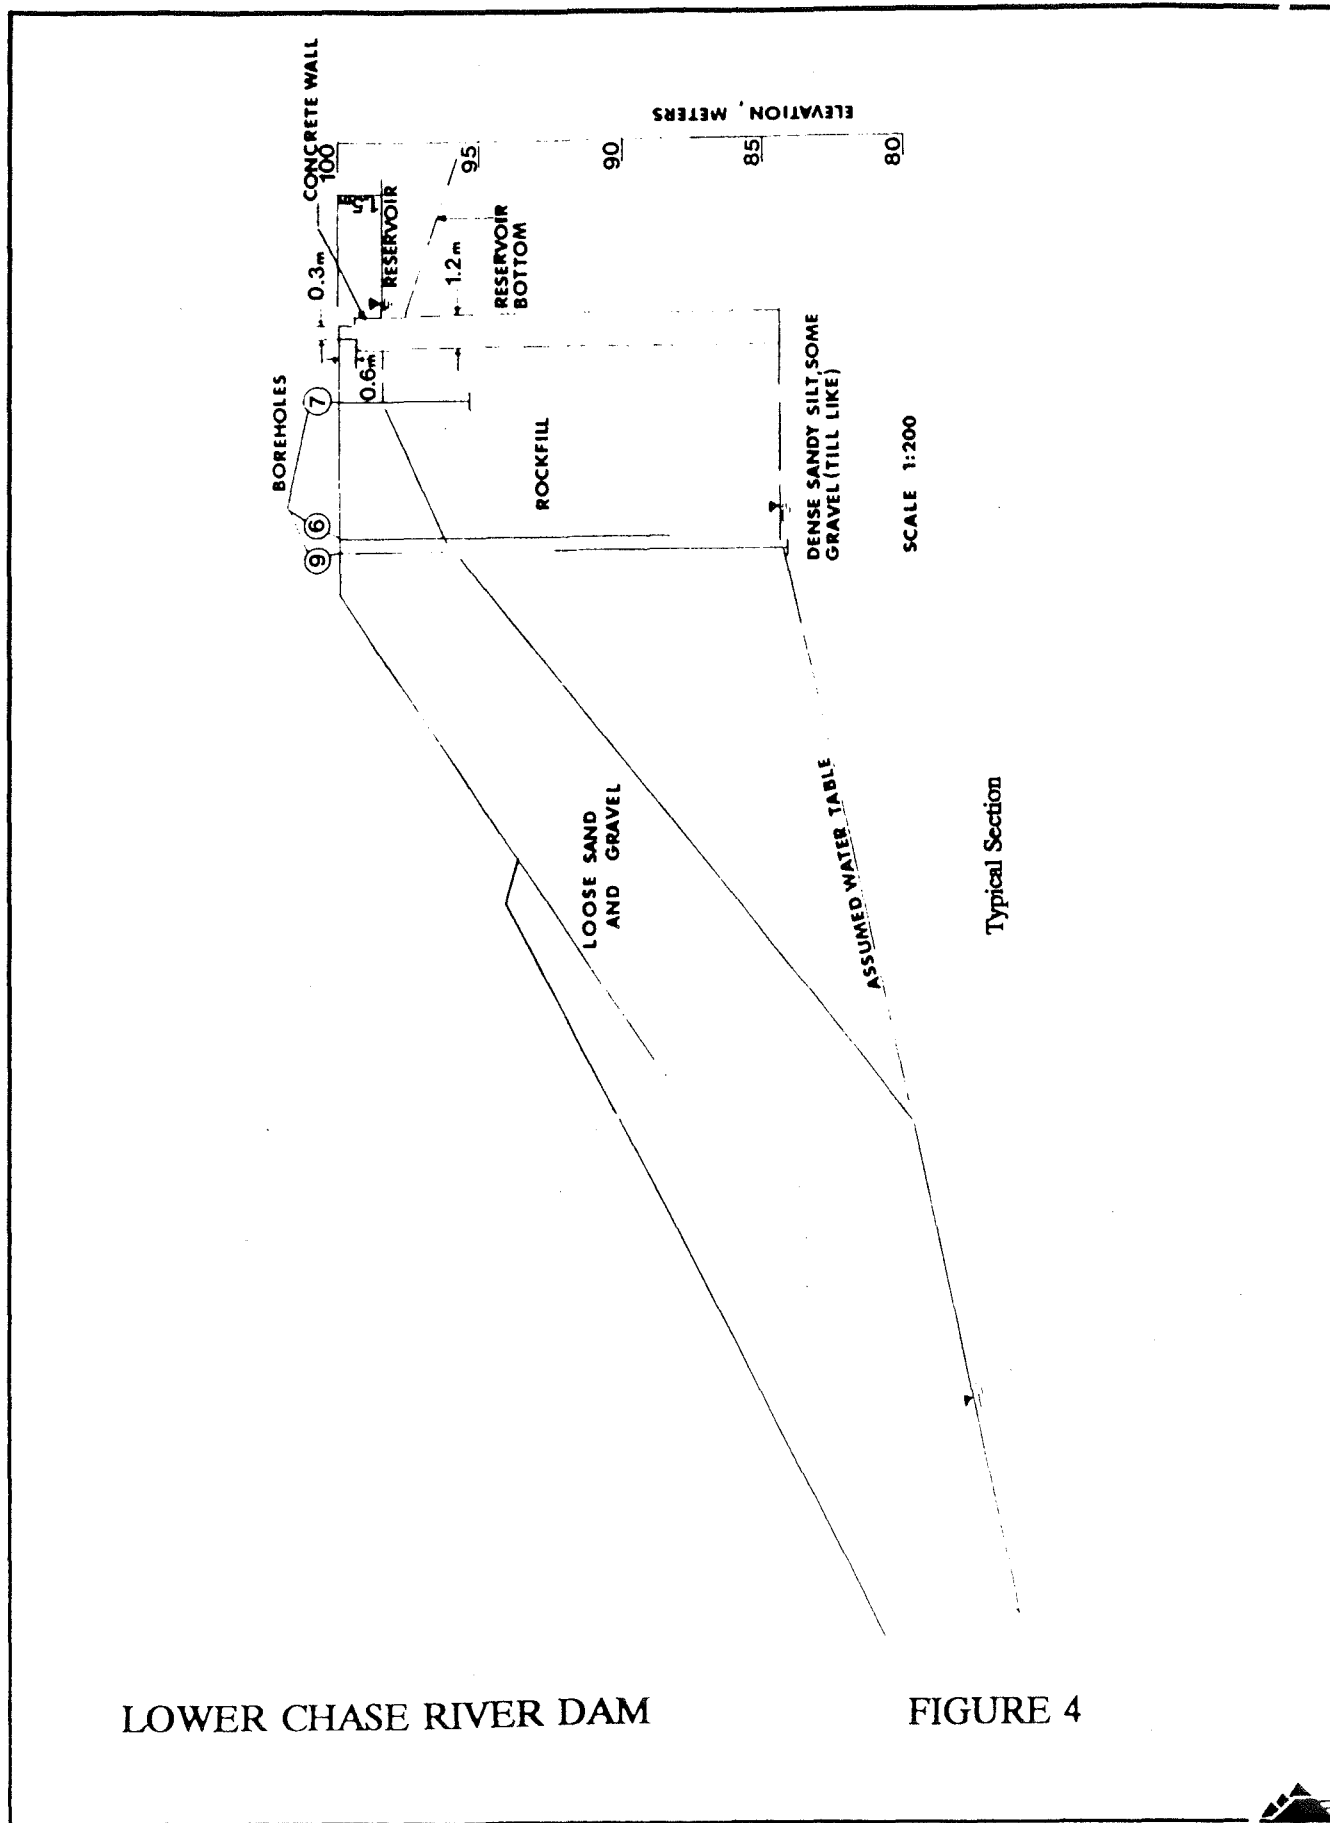 CONCRETE WALL
100
95
90
85
80
ELEVATION, METERS
0.3m
RESERVOIR
1.2m
RESERVOIR
BOTTOM
0.6m
BOREHOLES
7
6
9
ROCKFILL
DENSE SANDY SILT, SOME
GRAVEL (TILL LIKE)
SCALE 1:200
LOOSE SAND
AND GRAVEL
ASSUMED WATER TABLE
Typical Section
LOWER CHASE RIVER DAM
FIGURE 4